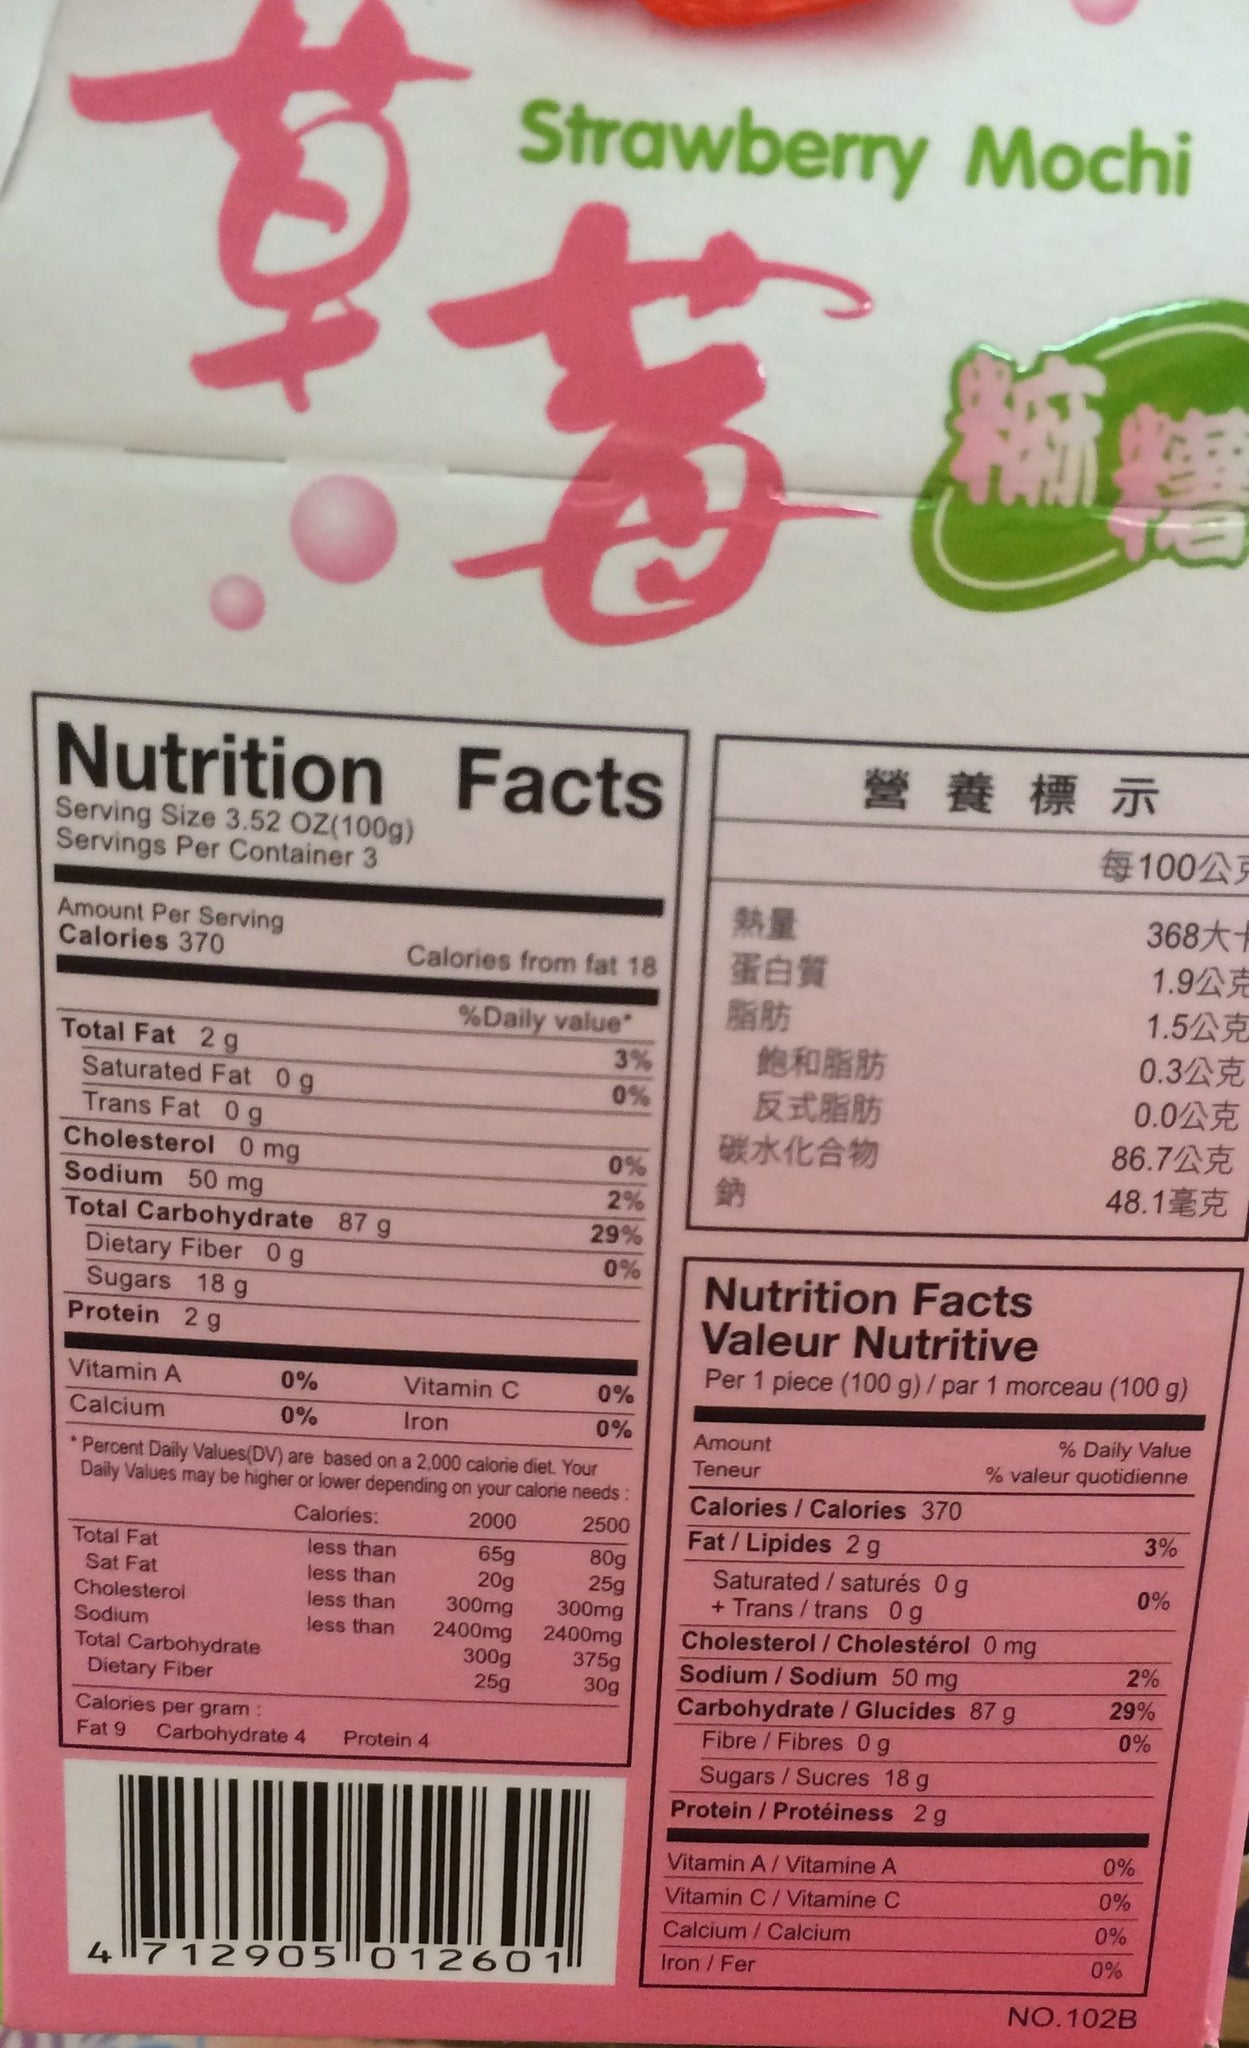 草莓
Strawberry Mochi
糍糬
Nutrition Facts
Serving Size 3.52 OZ(100g)
Servings Per Container 3
Amount Per Serving
Calories 370 Calories from fat 18
%Daily value*
Total Fat 2 g 3%
Saturated Fat 0 g 0%
Trans Fat 0 g
Cholesterol 0 mg 0%
Sodium 50 mg 2%
Total Carbohydrate 87 g 29%
Dietary Fiber 0 g 0%
Sugars 18 g
Protein 2 g
Vitamin A 0% Vitamin C 0%
Calcium 0% Iron 0%
* Percent Daily Values(DV) are based on a 2,000 calorie diet. Your
Daily Values may be higher or lower depending on your calorie needs :
Calories: 2000 2500
Total Fat less than 65g 80g
Sat Fat less than 20g 25g
Cholesterol less than 300mg 300mg
Sodium less than 2400mg 2400mg
Total Carbohydrate 300g 375g
Dietary Fiber 25g 30g
Calories per gram :
Fat 9 Carbohydrate 4 Protein 4
4 712905 012601
營養標示
每100公克
熱量 368大卡
蛋白質 1.9公克
脂肪 1.5公克
飽和脂肪 0.3公克
反式脂肪 0.0公克
碳水化合物 86.7公克
鈉 48.1毫克
Nutrition Facts
Valeur Nutritive
Per 1 piece (100 g) / par 1 morceau (100 g)
Amount % Daily Value
Teneur % valeur quotidienne
Calories / Calories 370
Fat / Lipides 2 g 3%
Saturated / saturés 0 g
+ Trans / trans 0 g 0%
Cholesterol / Cholestérol 0 mg
Sodium / Sodium 50 mg 2%
Carbohydrate / Glucides 87 g 29%
Fibre / Fibres 0 g 0%
Sugars / Sucres 18 g
Protein / Protéiness 2 g
Vitamin A / Vitamine A 0%
Vitamin C / Vitamine C 0%
Calcium / Calcium 0%
Iron / Fer 0%
NO.102B